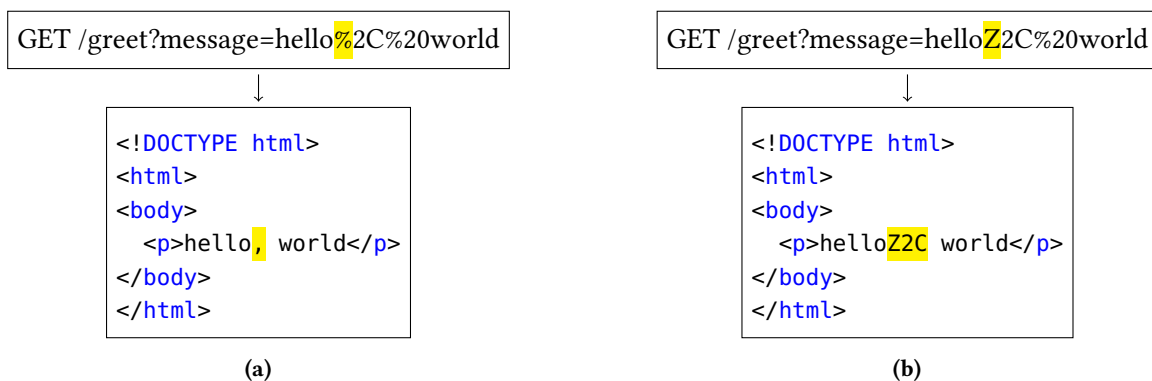 GET /greet?message=hello%2C%20world
<!DOCTYPE html>
<html>
<body>
  <p>hello, world</p>
</body>
</html>
(a)
GET /greet?message=helloZ2C%20world
<!DOCTYPE html>
<html>
<body>
  <p>helloZ2C world</p>
</body>
</html>
(b)